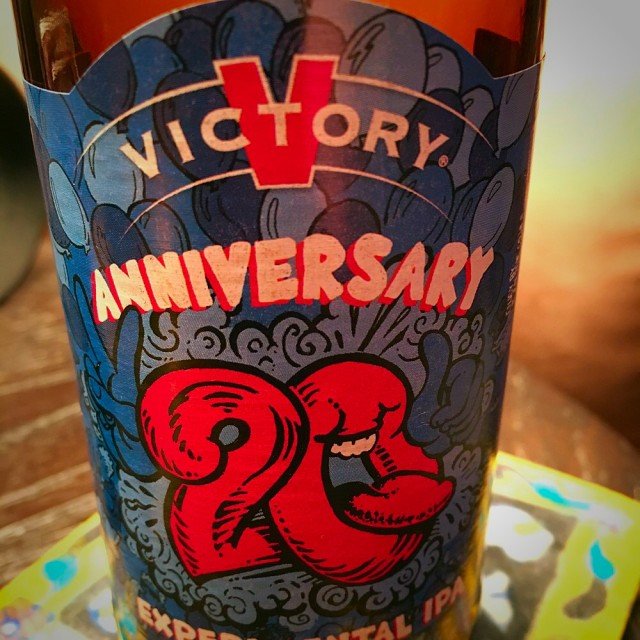 V
VICTORY®
ANNIVERSARY
20
EXPERIMENTAL IPA